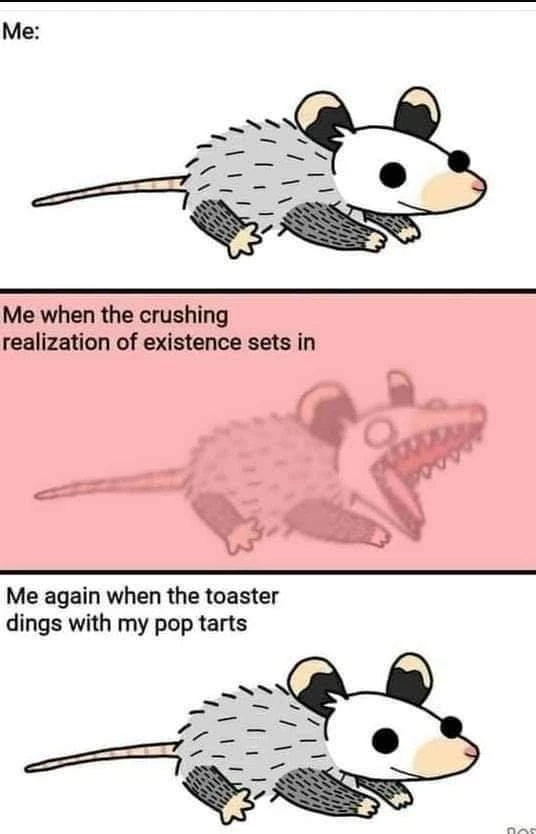 Me:
Me when the crushing
realization of existence sets in
Me again when the toaster
dings with my pop tarts